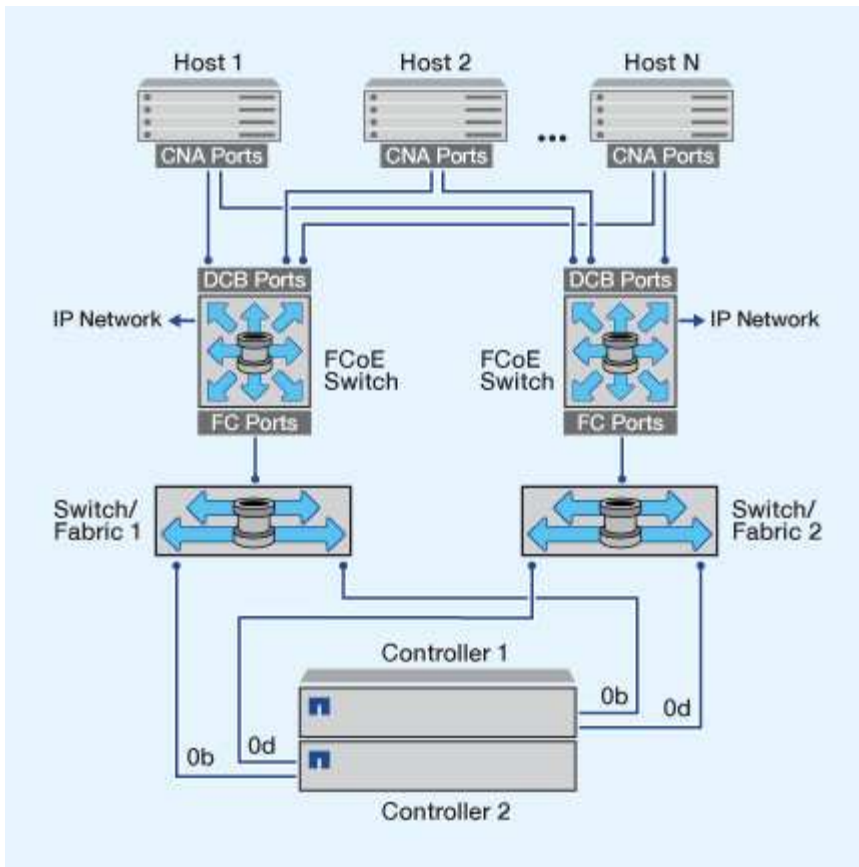 Host 1
Host 2
Host N
...
CNA Ports
CNA Ports
CNA Ports
DCB Ports
DCB Ports
IP Network
IP Network
FCoE
Switch
FCoE
Switch
FC Ports
FC Ports
Switch/
Fabric 1
Switch/
Fabric 2
Controller 1
0b
0d
0d
0b
Controller 2